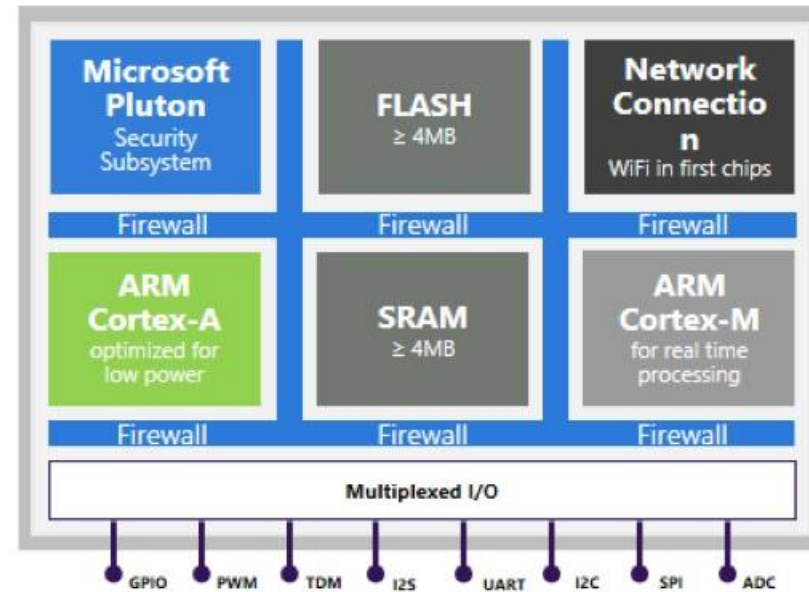 Microsoft
Pluton
Security
Subsystem
FLASH
≥ 4MB
Network
Connectio
n
WiFi in first chips
Firewall
Firewall
Firewall
ARM
Cortex-A
optimized for
low power
SRAM
≥ 4MB
ARM
Cortex-M
for real time
processing
Firewall
Firewall
Firewall
Multiplexed I/O
GPIO
PWM
TDM
I2S
UART
I2C
SPI
ADC